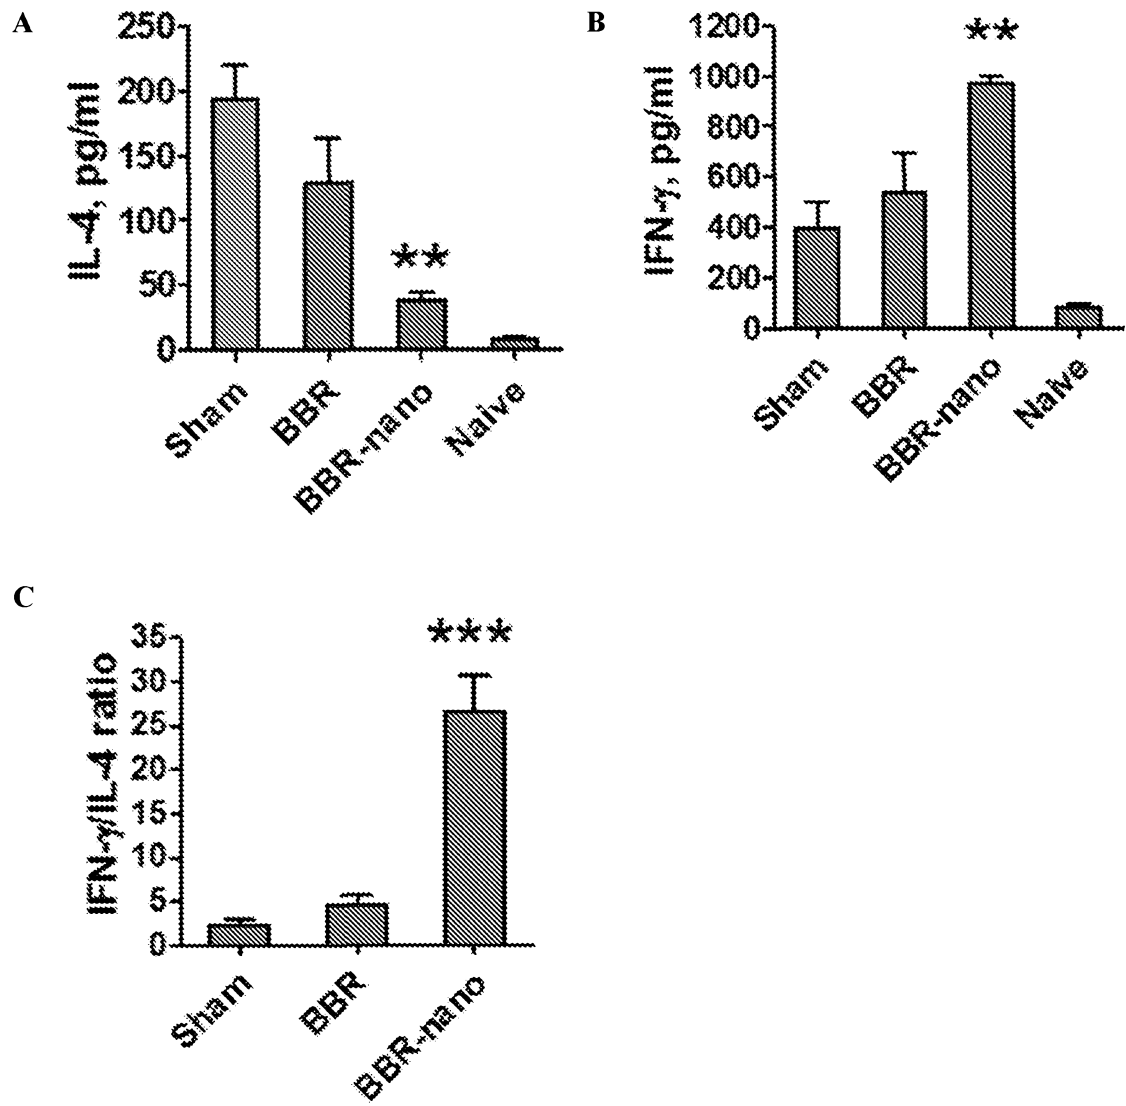 A
IL-4, pg/ml
250
200
150
100
50
0
**
Sham
BBR
BBR-nano
Naive
B
IFN-γ, pg/ml
1200
1000
800
600
400
200
0
**
Sham
BBR
BBR-nano
Naive
C
IFN-γ/IL-4 ratio
35
30
25
20
15
10
5
0
***
Sham
BBR
BBR-nano